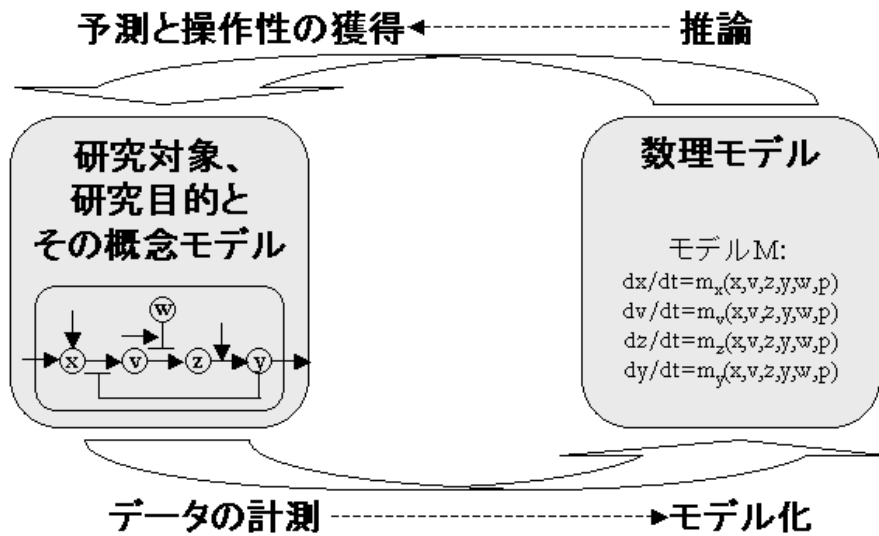 予測と操作性の獲得 推論
研究対象、
研究目的と
その概念モデル
w
x v z y
数理モデル
モデルM:
dx/dt=mx(x,v,z,y,w,p)
dv/dt=mv(x,v,z,y,w,p)
dz/dt=mz(x,v,z,y,w,p)
dy/dt=my(x,v,z,y,w,p)
データの計測 モデル化